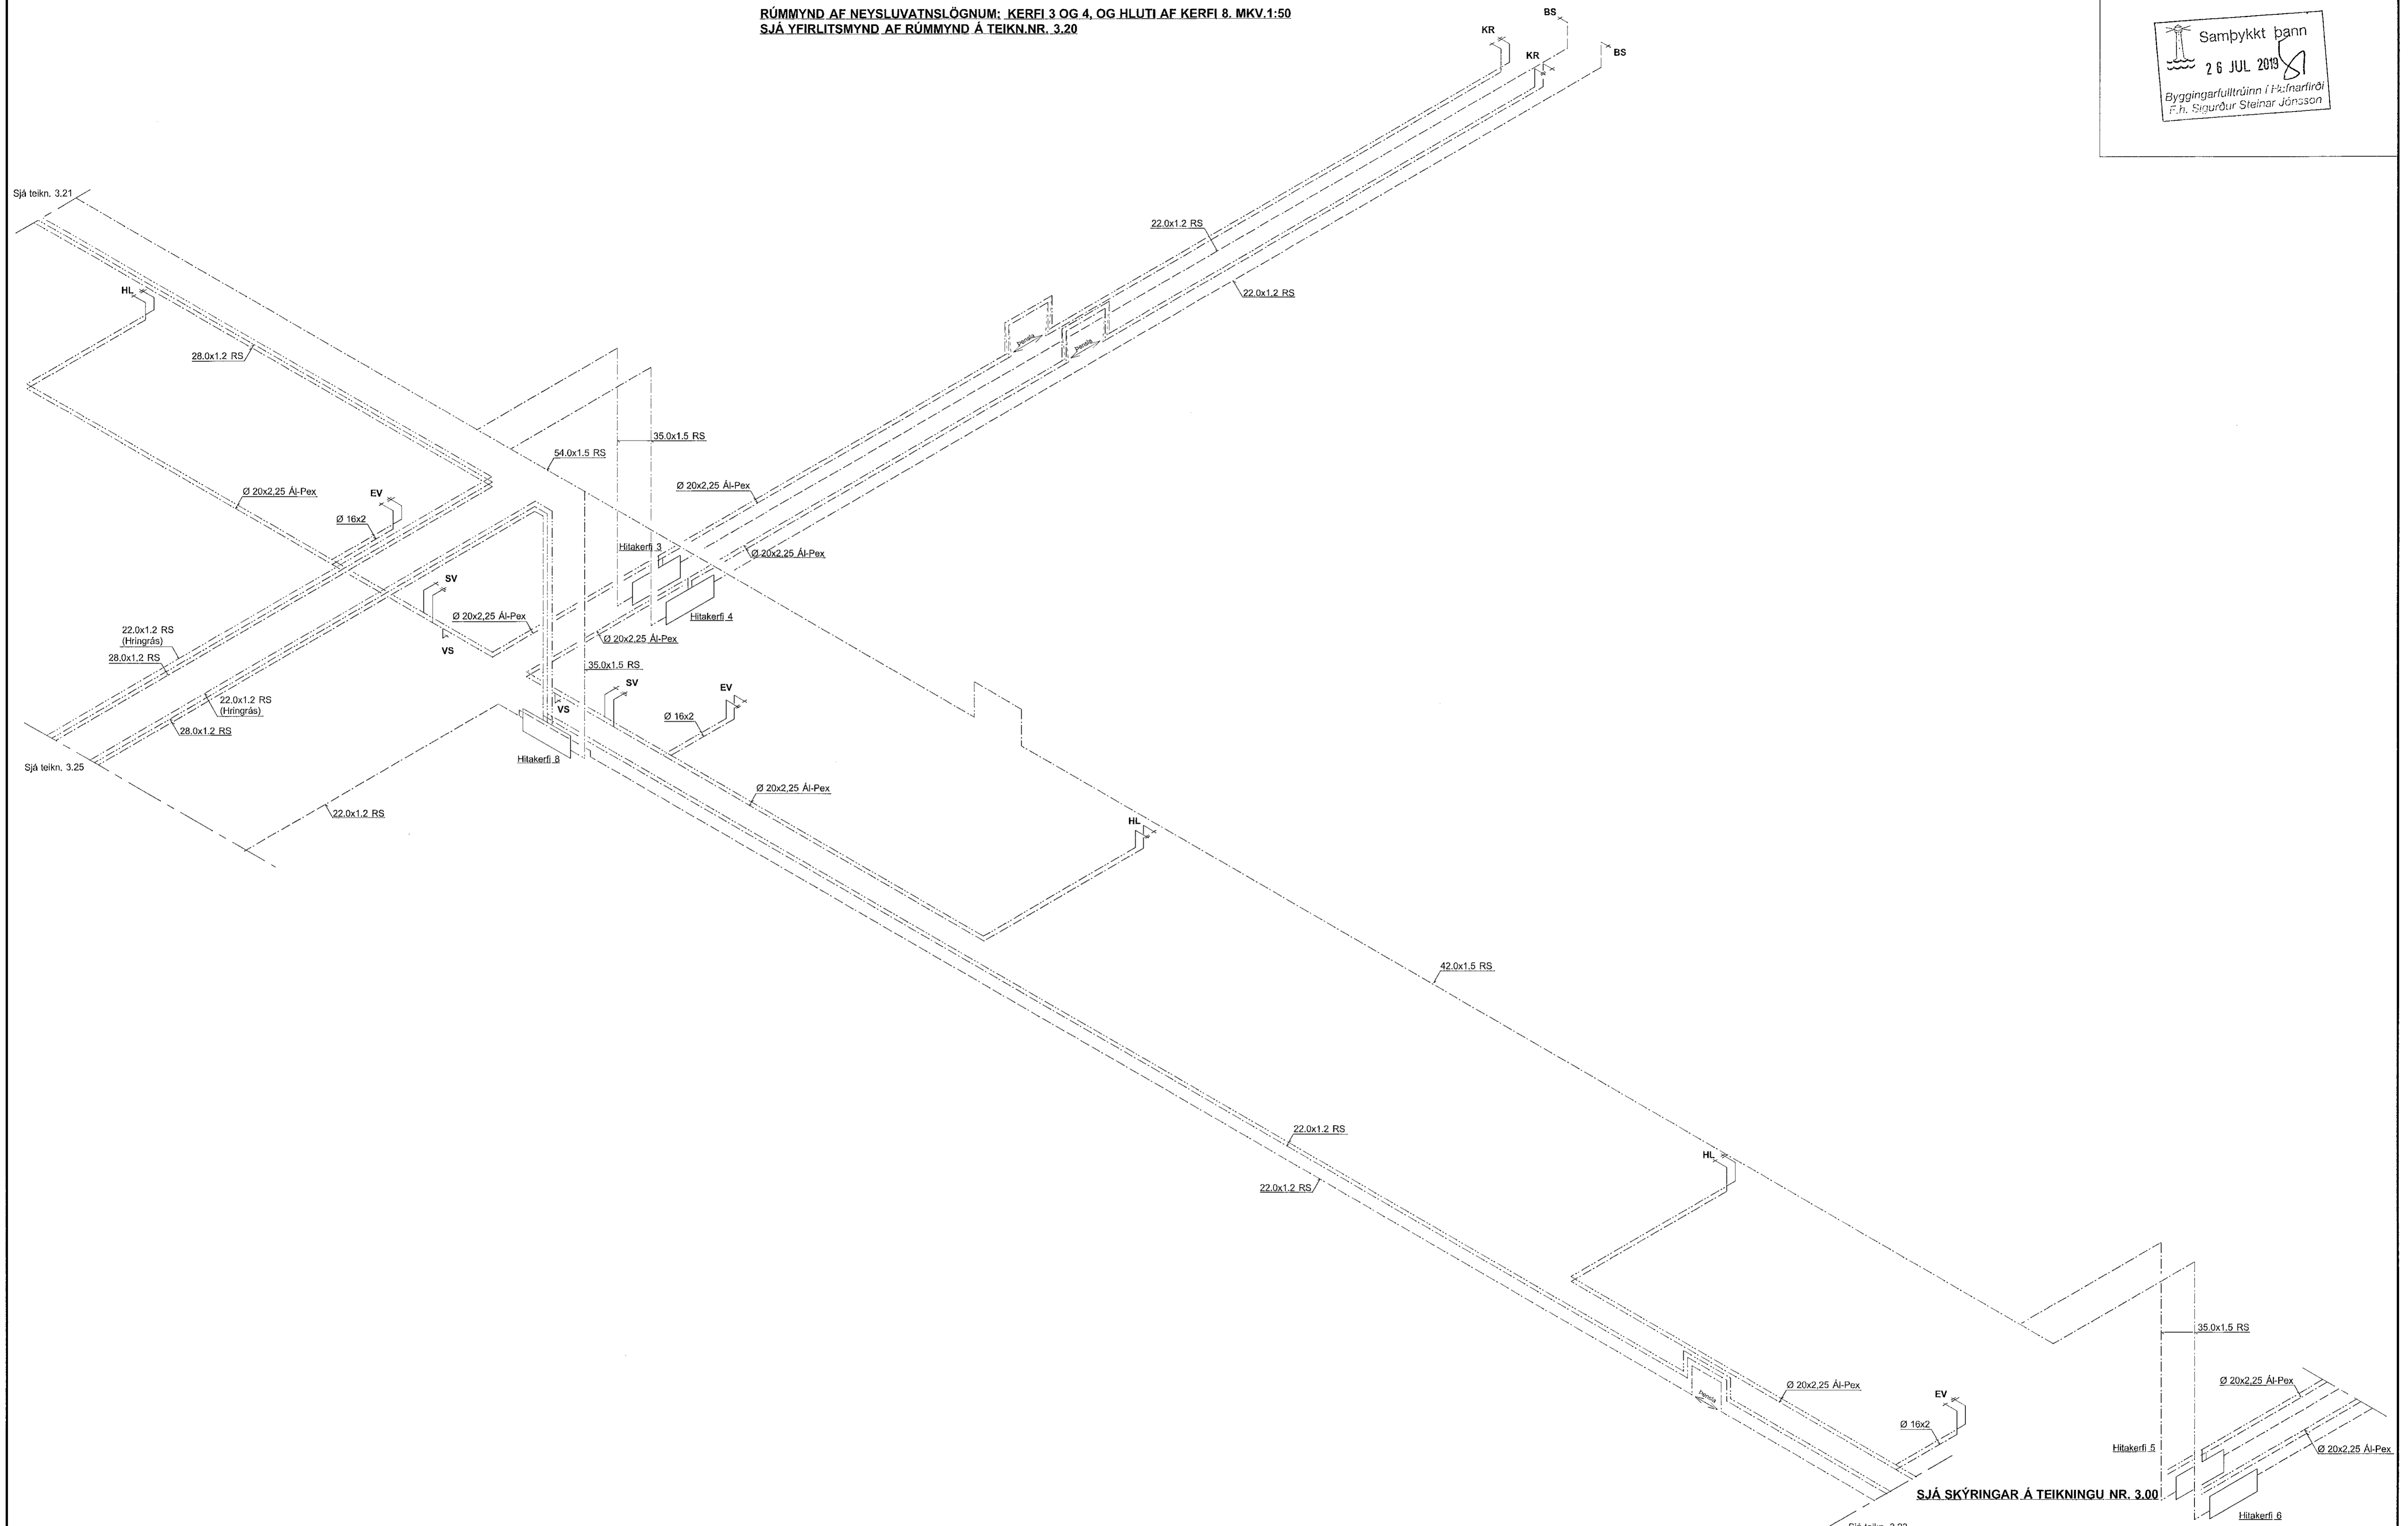 RÚMMYND AF NEYSLUVATNSLÖGNUM; KERFI 3 OG 4, OG HLUTI AF KERFI 8. MKV.1:50
SJÁ YFIRLITSMYND AF RÚMMYND Á TEIKN.NR. 3.20
Samþykkt þann
26 JUL 2019
Byggingarfulltrúinn í Hafnarfirði
F.h. Sigurður Steinar Jónsson
BS
KR
KR
BS
Sjá teikn. 3.21
22.0x1.2 RS
HL
22.0x1.2 RS
Þensla
Þensla
28.0x1.2 RS
35.0x1.5 RS
54.0x1.5 RS
Ø 20x2,25 Ál-Pex
Ø 20x2,25 Ál-Pex
EV
Ø 16x2
Hitakerfi 3
Ø 20x2,25 Ál-Pex
SV
Ø 20x2,25 Ál-Pex
Hitakerfi 4
22.0x1.2 RS
(Hringrás)
Ø 20x2,25 Ál-Pex
VS
28.0x1.2 RS
35.0x1.5 RS
SV
EV
22.0x1.2 RS
(Hringrás)
VS
Ø 16x2
28.0x1.2 RS
Hitakerfi 8
Sjá teikn. 3.25
Ø 20x2,25 Ál-Pex
22.0x1.2 RS
HL
42.0x1.5 RS
22.0x1.2 RS
HL
22.0x1.2 RS
35.0x1.5 RS
Ø 20x2,25 Ál-Pex
Ø 20x2,25 Ál-Pex
EV
Þensla
Ø 16x2
Hitakerfi 5
Ø 20x2,25 Ál-Pex
SJÁ SKÝRINGAR Á TEIKNINGU NR. 3.00
Hitakerfi 6
Sjá teikn.